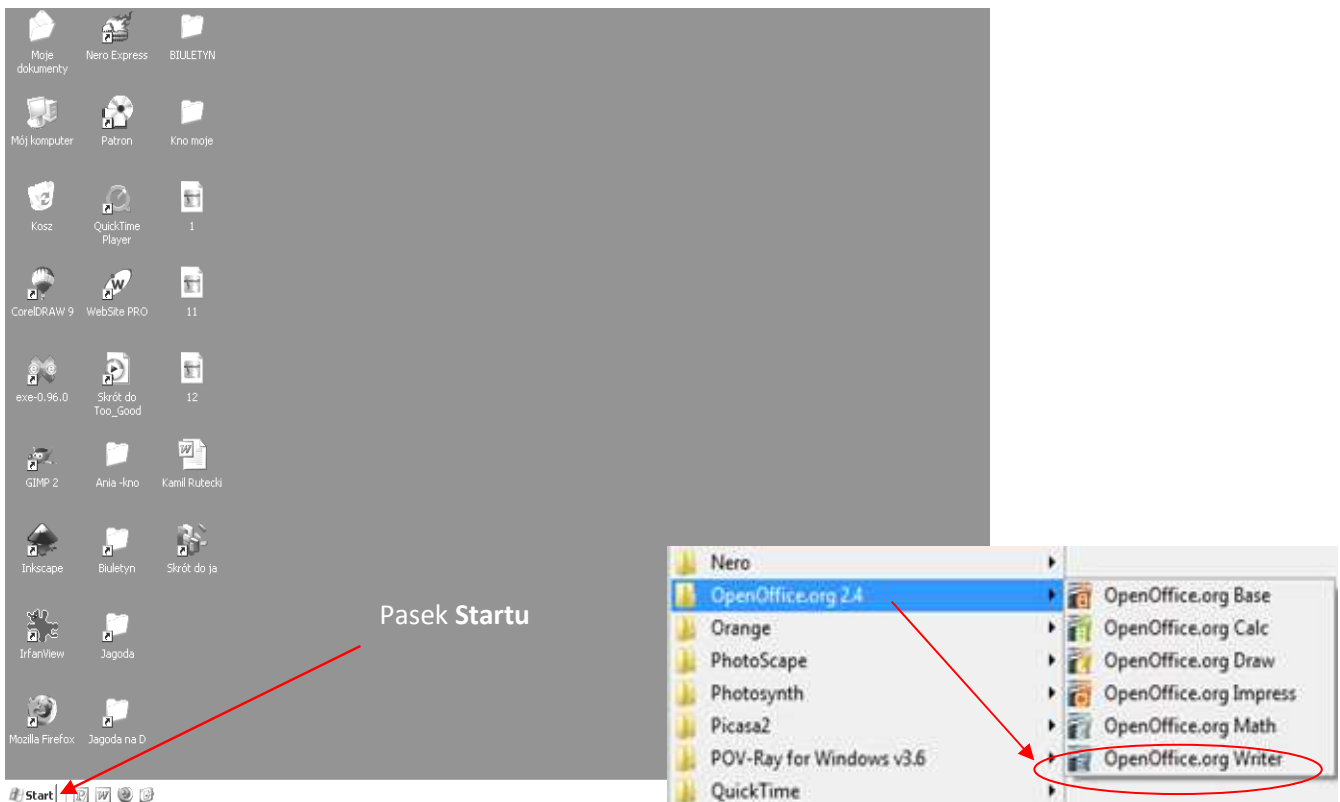 Moje
dokumenty
Nero Express
BIULETYN
Mój komputer
Patron
Kno moje
Kosz
QuickTime
Player
1
CorelDRAW 9
WebSite PRO
11
exe-0.96.0
Skrót do
Too_Good
12
GIMP 2
Ania -kno
Kamil Rutecki
Inkscape
Biuletyn
Skrót do ja
IrfanView
Jagoda
Mozilla Firefox
Jagoda na D
Pasek Startu
Start
Nero
OpenOffice.org 2.4
Orange
PhotoScape
Photosynth
Picasa2
POV-Ray for Windows v3.6
QuickTime
OpenOffice.org Base
OpenOffice.org Calc
OpenOffice.org Draw
OpenOffice.org Impress
OpenOffice.org Math
OpenOffice.org Writer